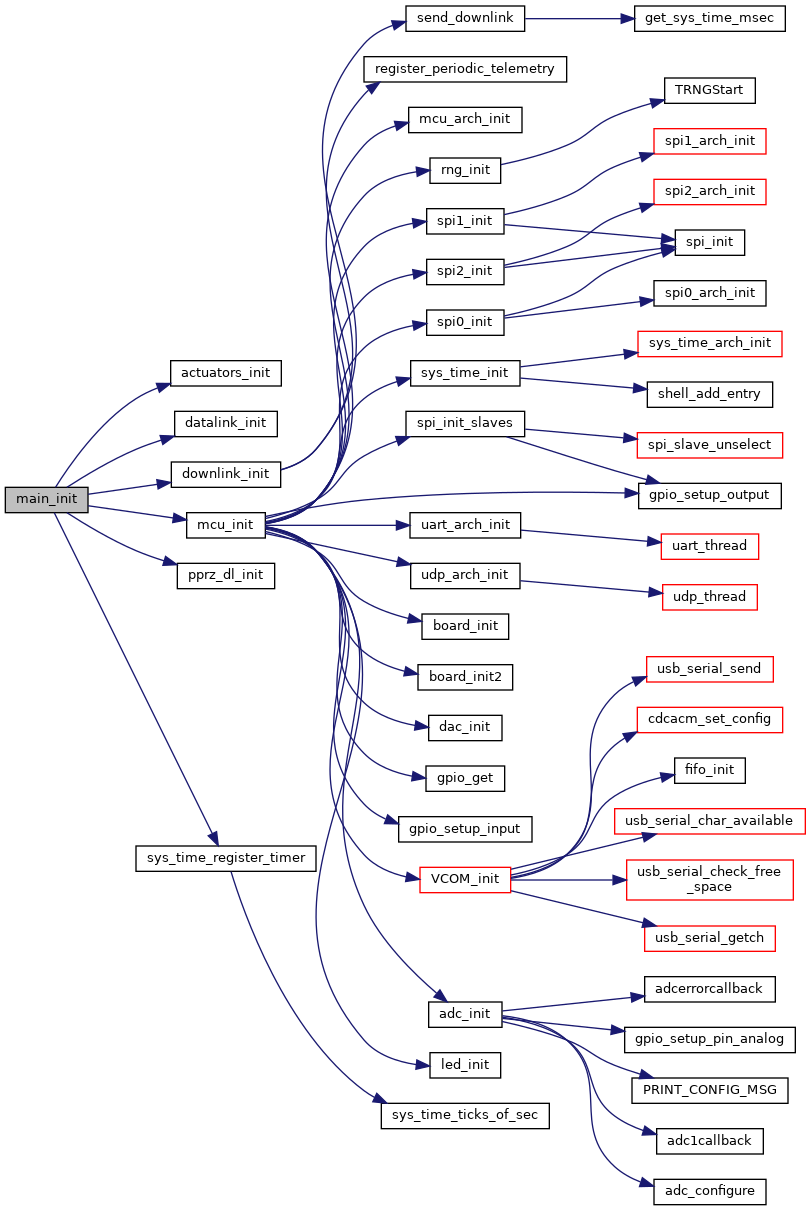 main_init
actuators_init
datalink_init
downlink_init
mcu_init
pprz_dl_init
sys_time_register_timer
send_downlink
register_periodic_telemetry
mcu_arch_init
rng_init
spi1_init
spi2_init
spi0_init
sys_time_init
spi_init_slaves
uart_arch_init
udp_arch_init
board_init
board_init2
dac_init
gpio_get
gpio_setup_input
VCOM_init
adc_init
led_init
sys_time_ticks_of_sec
get_sys_time_msec
TRNGStart
spi1_arch_init
spi2_arch_init
spi_init
spi0_arch_init
sys_time_arch_init
shell_add_entry
spi_slave_unselect
gpio_setup_output
uart_thread
udp_thread
usb_serial_send
cdcacm_set_config
fifo_init
usb_serial_char_available
usb_serial_check_free
_space
usb_serial_getch
adcerrorcallback
gpio_setup_pin_analog
PRINT_CONFIG_MSG
adc1callback
adc_configure